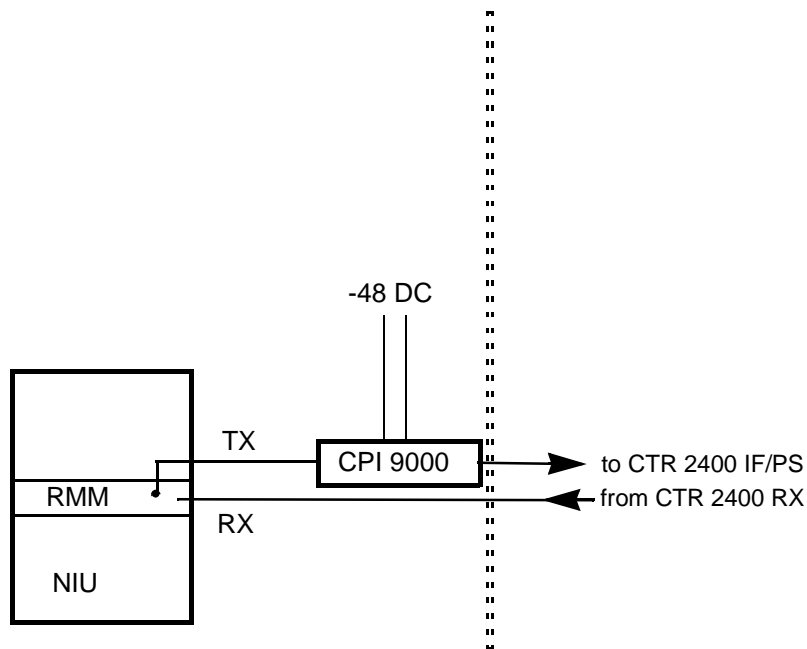 -48 DC
TX
CPI 9000
to CTR 2400 IF/PS
RMM
from CTR 2400 RX
RX
NIU